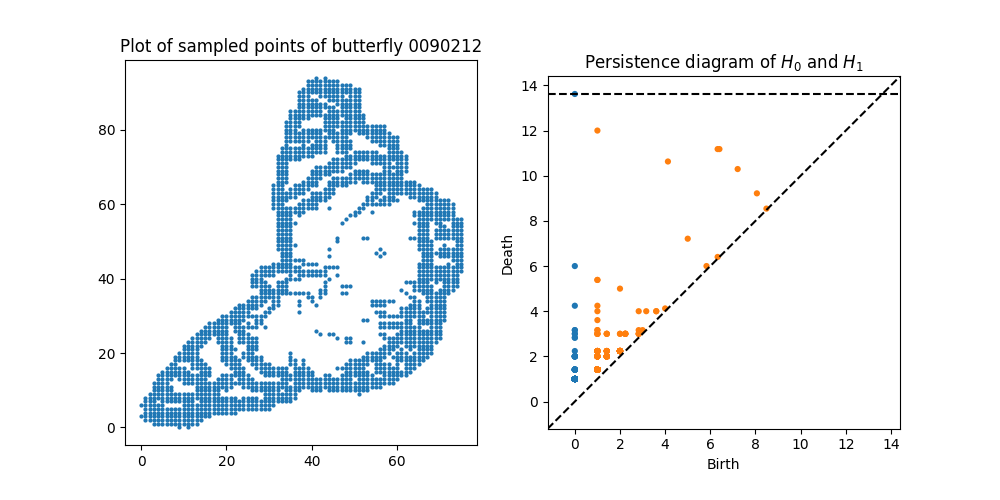 Plot of sampled points of butterfly 0090212
80
60
40
20
0
0 20 40 60
Persistence diagram of $H_0$ and $H_1$
14
12
10
8
6
4
2
0
Death
0 2 4 6 8 10 12 14
Birth